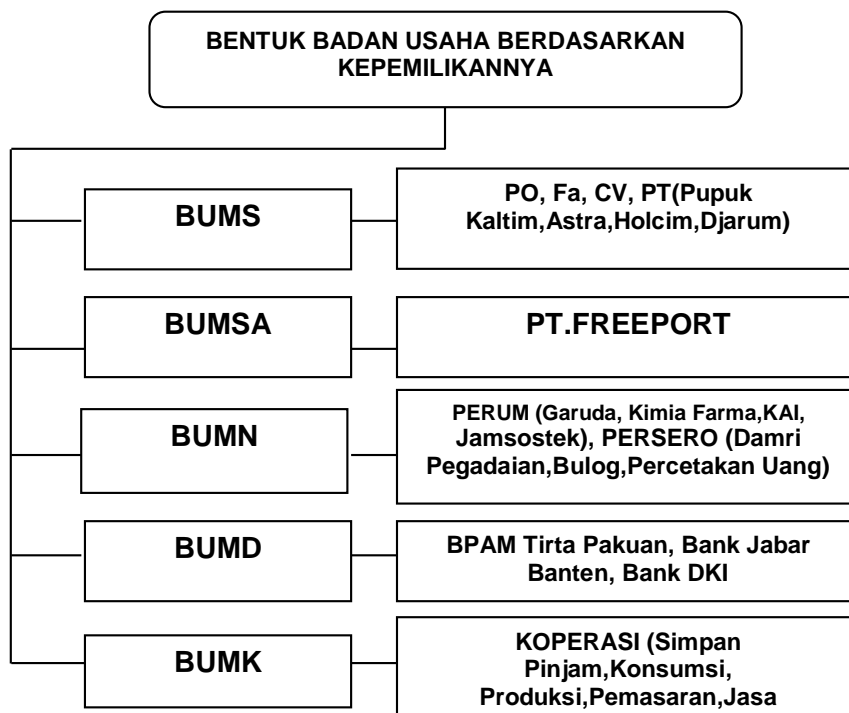 BENTUK BADAN USAHA BERDASARKAN
KEPEMILIKANNYA
BUMS
PO, Fa, CV, PT(Pupuk
Kaltim,Astra,Holcim,Djarum)
BUMSA
PT.FREEPORT
BUMN
PERUM (Garuda, Kimia Farma,KAI,
Jamsostek), PERSERO (Damri
Pegadaian,Bulog,Percetakan Uang)
BUMD
BPAM Tirta Pakuan, Bank Jabar
Banten, Bank DKI
BUMK
KOPERASI (Simpan
Pinjam,Konsumsi,
Produksi,Pemasaran,Jasa